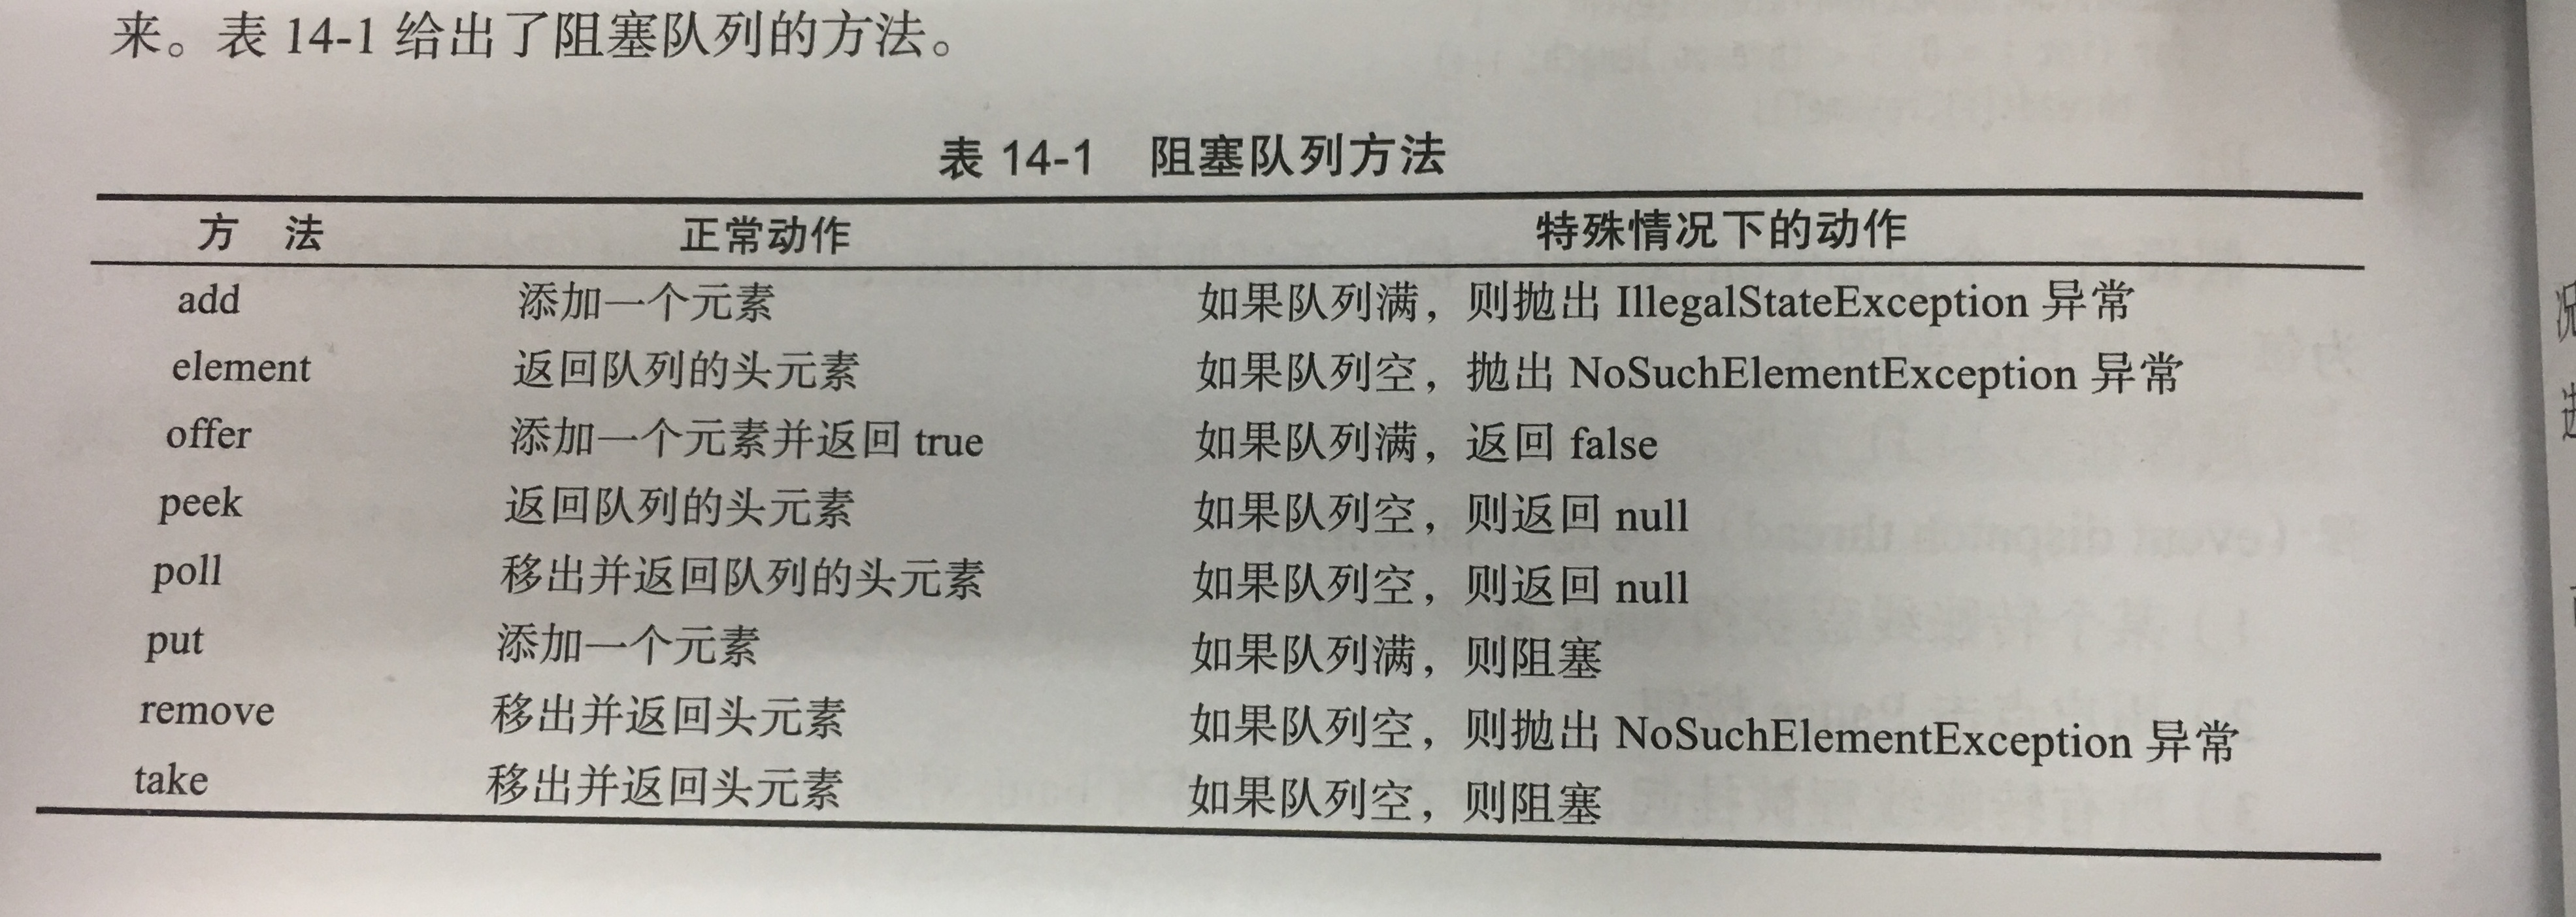 来。表 14-1 给出了阻塞队列的方法。
表 14-1 阻塞队列方法
方 法 正常动作 特殊情况下的动作
add 添加一个元素 如果队列满，则抛出 IllegalStateException 异常
element 返回队列的头元素 如果队列空，抛出 NoSuchElementException 异常
offer 添加一个元素并返回 true 如果队列满，返回 false
peek 返回队列的头元素 如果队列空，则返回 null
poll 移出并返回队列的头元素 如果队列空，则返回 null
put 添加一个元素 如果队列满，则阻塞
remove 移出并返回头元素 如果队列空，则抛出 NoSuchElementException 异常
take 移出并返回头元素 如果队列空，则阻塞